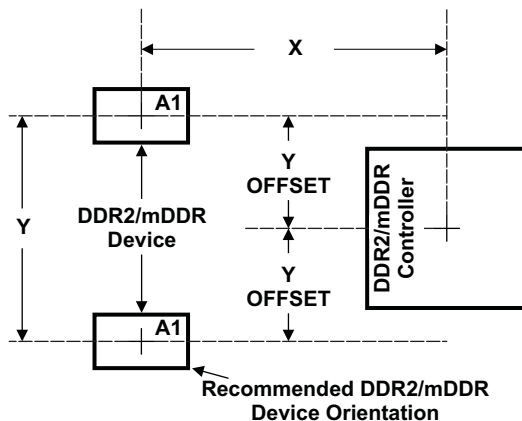 X
A1
Y
OFFSET
Y
DDR2/mDDR
Device
DDR2/mDDR
Controller
Y
OFFSET
A1
Recommended DDR2/mDDR
Device Orientation